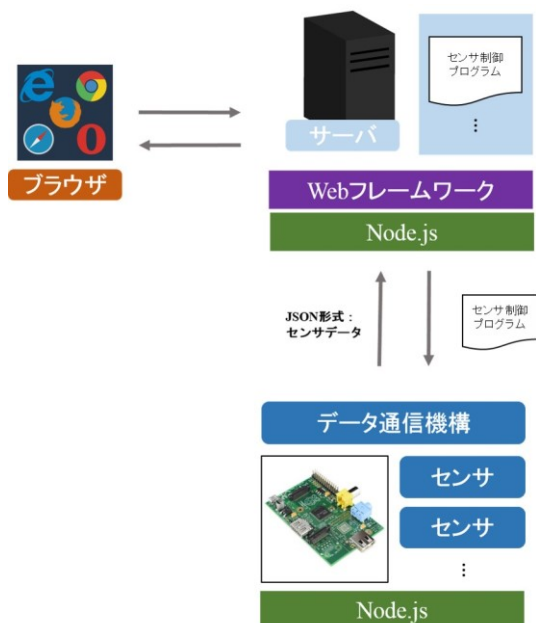 センサ制御
プログラム
⋮
サーバ
ブラウザ
Webフレームワーク
Node.js
JSON形式：
センサデータ
センサ制御
プログラム
データ通信機構
センサ
センサ
⋮
Node.js